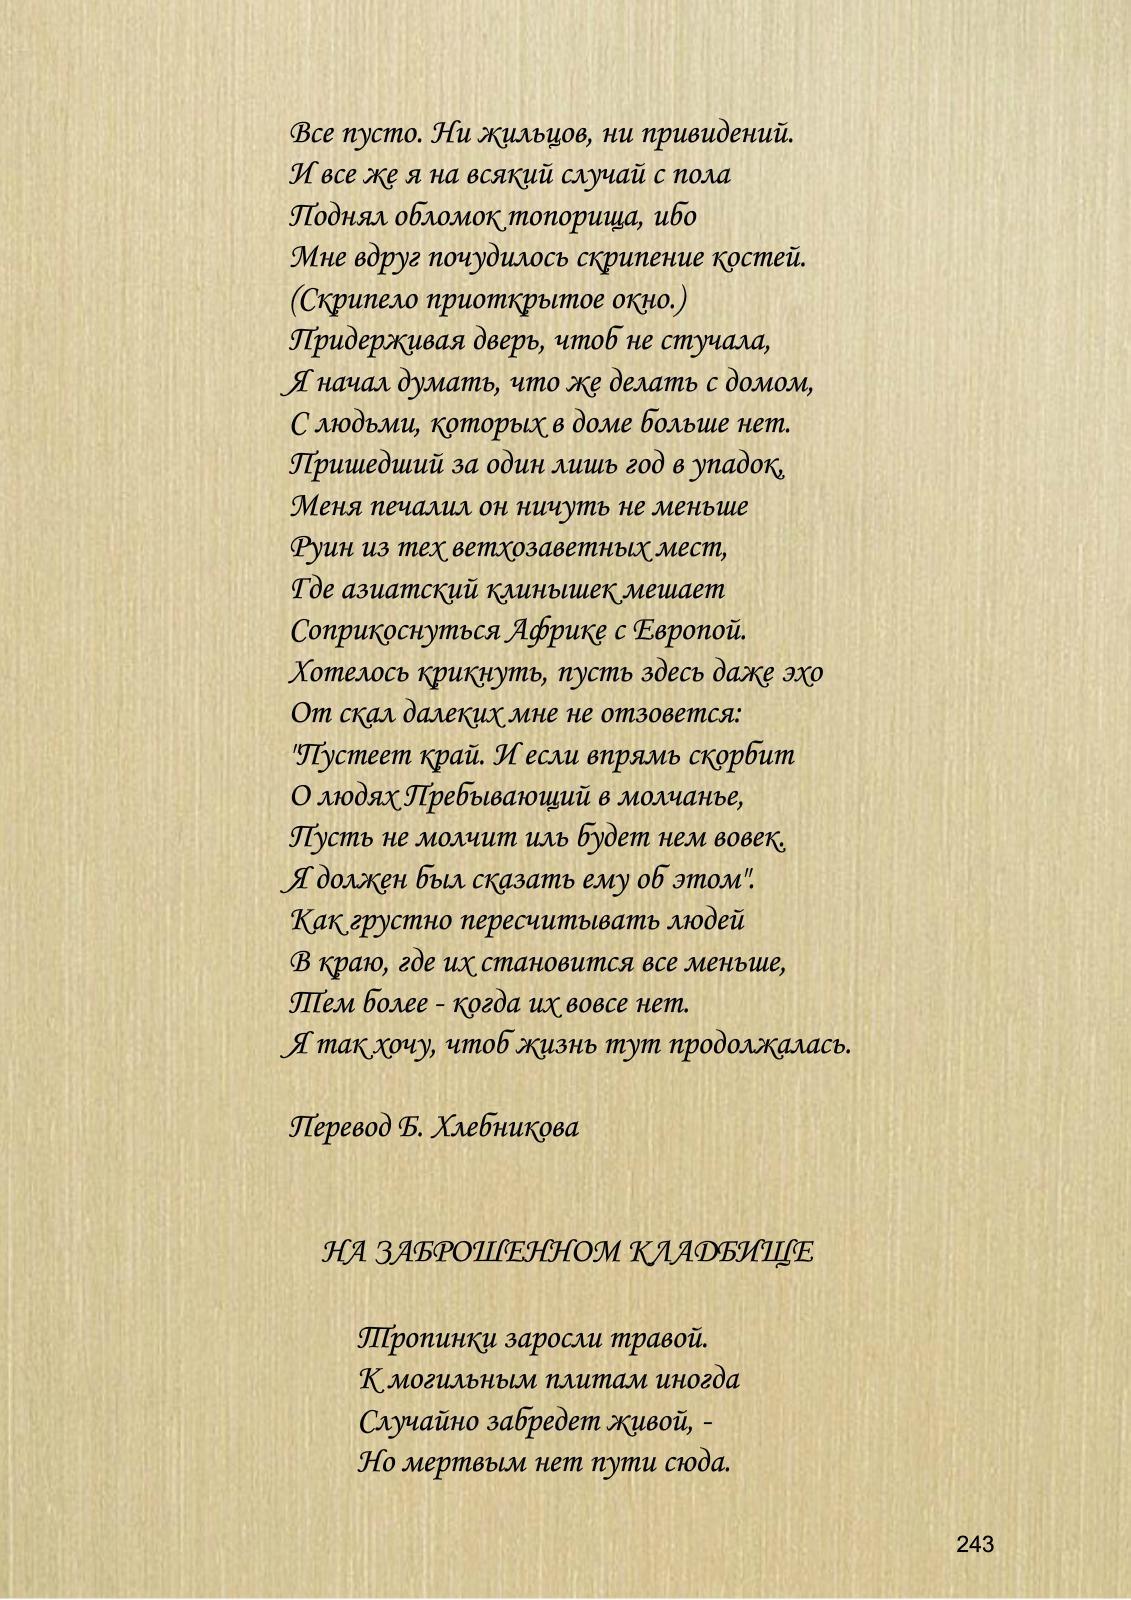 Все пусто. Ни жильцов, ни привидений.
И все же я на всякий случай с пола
Поднял обломок топорища, ибо
Мне вдруг почудилось скрипение костей.
(Скрипело приоткрытое окно.)
Придерживая дверь, чтоб не стучала,
Я начал думать, что же делать с домом,
С людьми, которых в доме больше нет.
Пришедший за один лишь год в упадок,
Меня печалил он ничуть не меньше
Руин из тех ветхозаветных мест,
Где азиатский клинышек мешает
Соприкоснуться Африке с Европой.
Хотелось крикнуть, пусть здесь даже эхо
От скал далеких мне не отзовется:
"Пустеет край. И если впрямь скорбит
О людях Пребывающий в молчанье,
Пусть не молчит иль будет нем вовек.
Я должен был сказать ему об этом".
Как грустно пересчитывать людей
В краю, где их становится все меньше,
Тем более - когда их вовсе нет.
Я так хочу, чтоб жизнь тут продолжалась.
Перевод Б. Хлебникова
НА ЗАБРОШЕННОМ КЛАДБИЩЕ
Тропинки заросли травой.
К могильным плитам иногда
Случайно забредет живой, -
Но мертвым нет пути сюда.
243